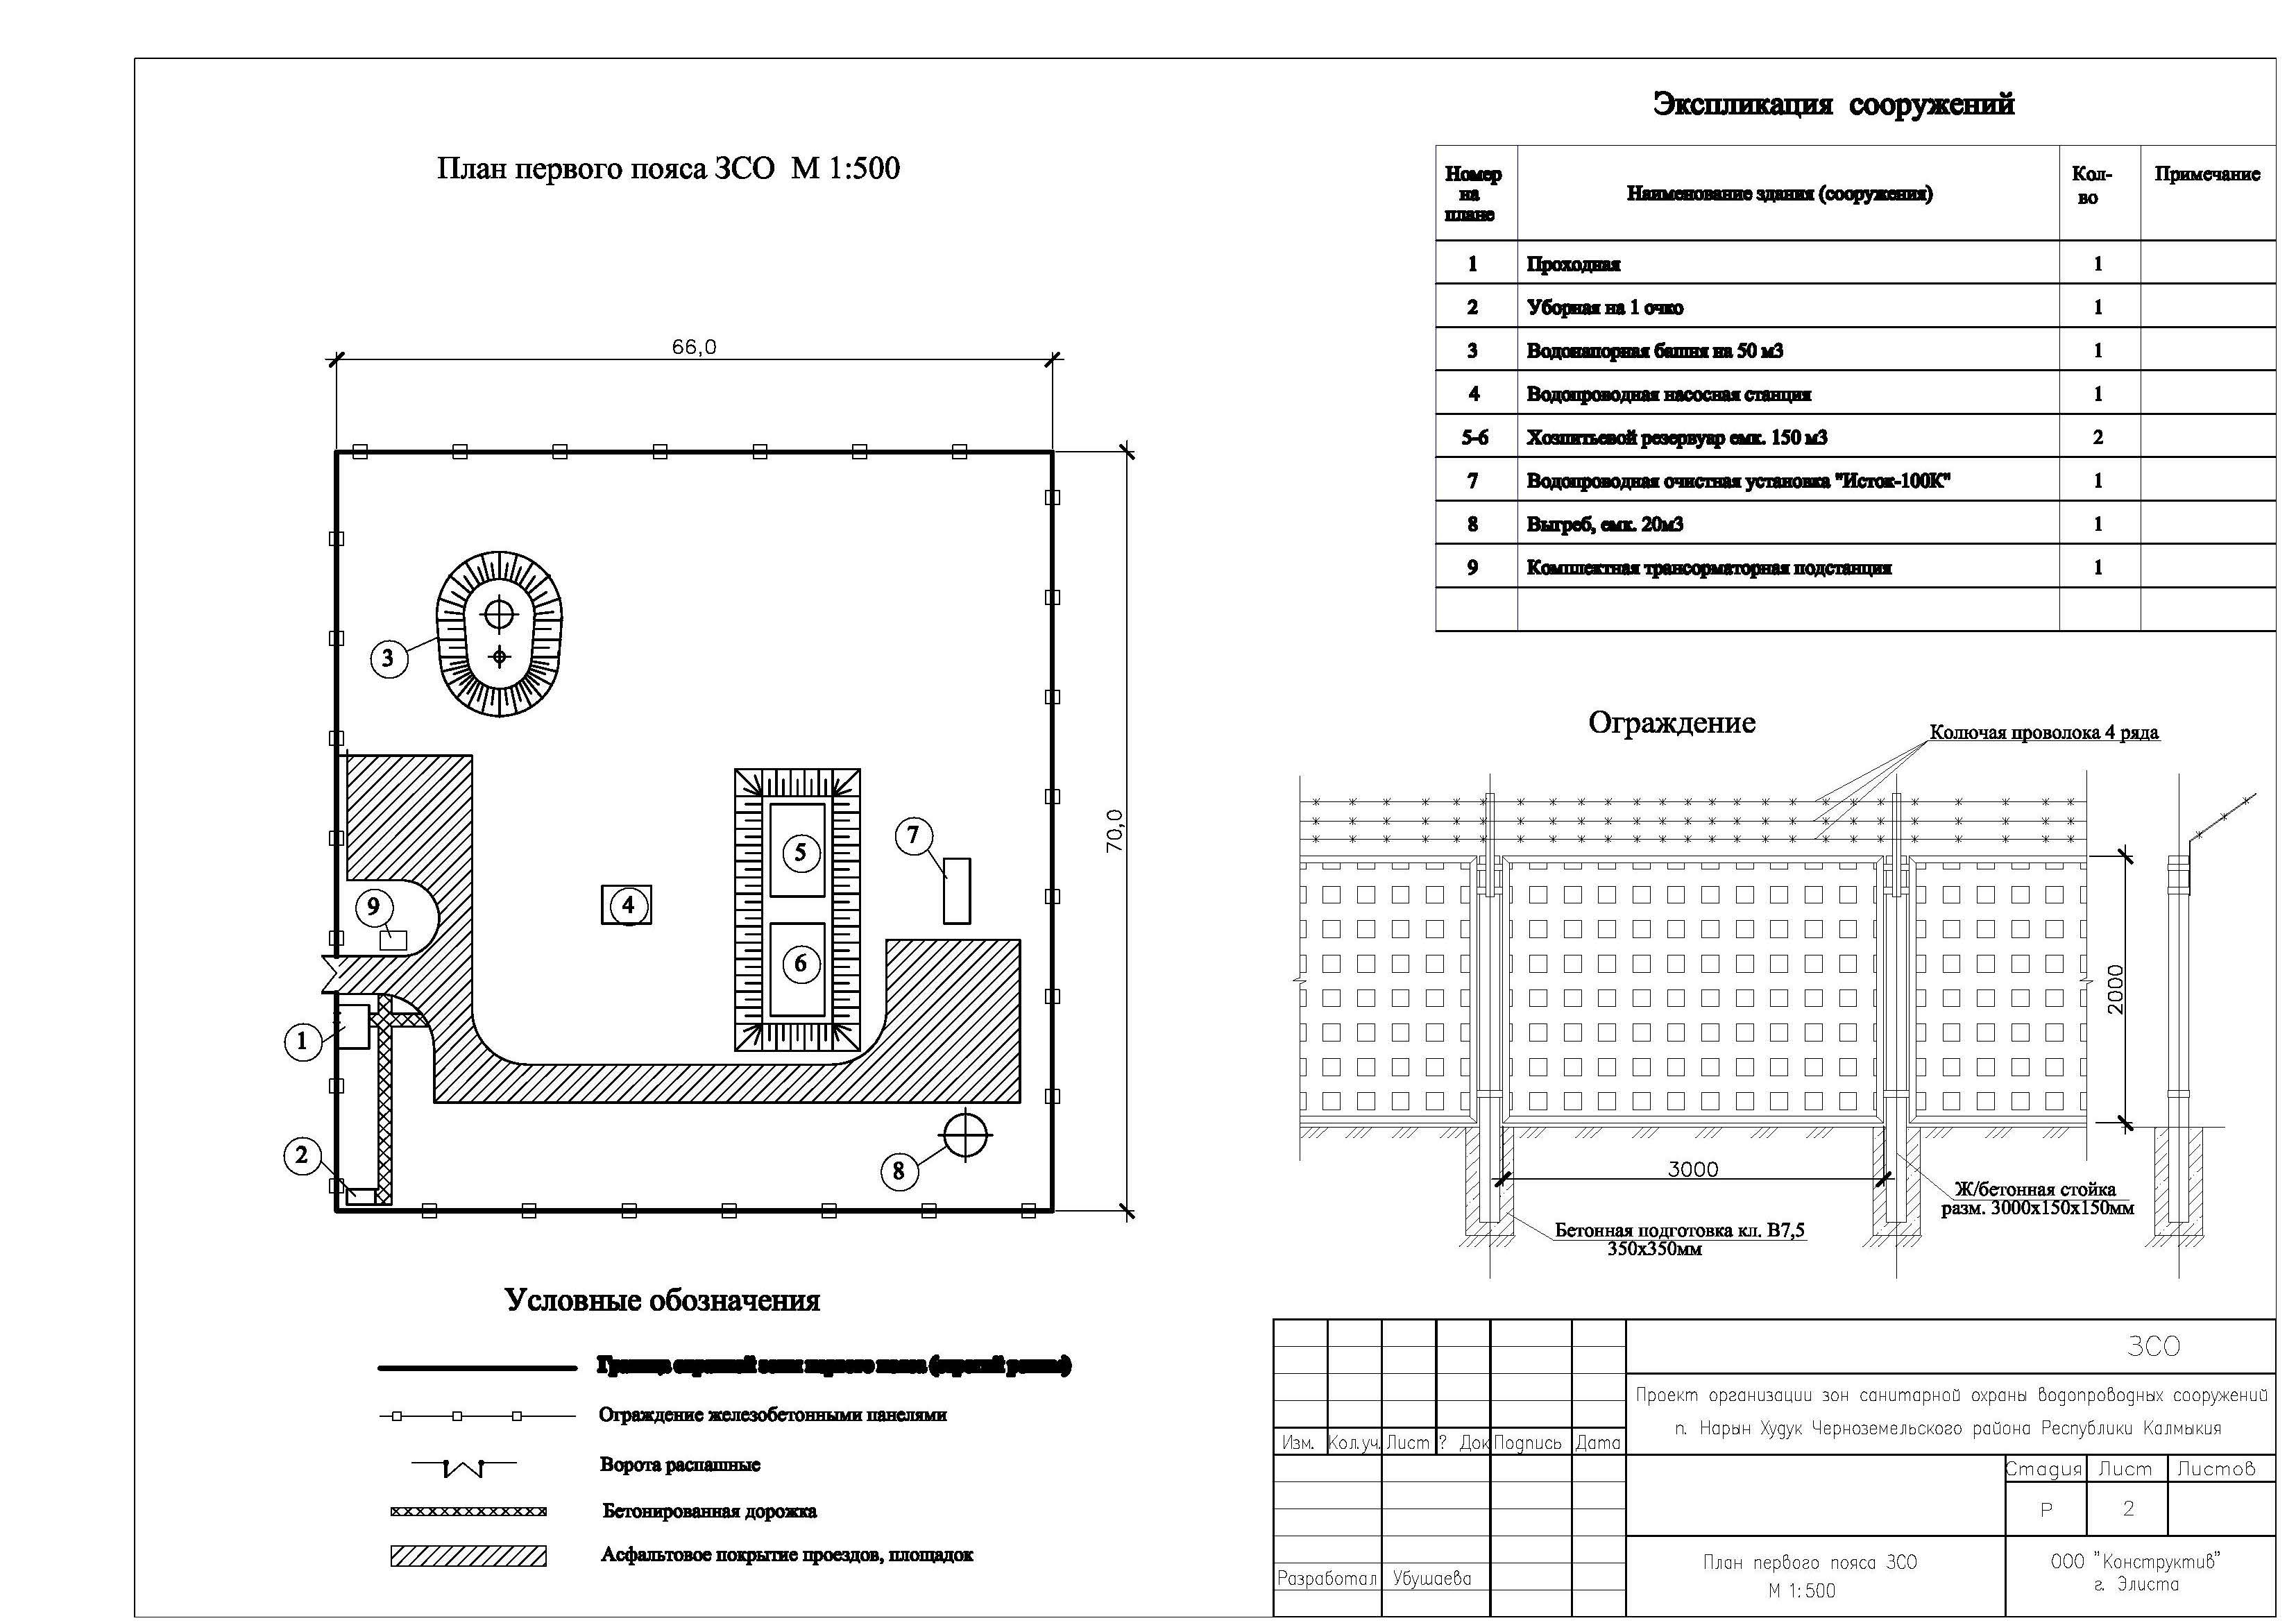 План первого пояса ЗСО М 1:500
66,0
70,0
3
9
1
2
4
5
6
7
8
Условные обозначения
Граница охранной зоны первого пояса (строгий режим)
Ограждение железобетонными панелями
Ворота распашные
Бетонированная дорожка
Асфальтовое покрытие проездов, площадок
Экспликация сооружений
Номер на плане Наименование здания (сооружения) Кол-во Примечание
1 Проходная 1
2 Уборная на 1 очко 1
3 Водонапорная башня на 50 м3 1
4 Водопроводная насосная станция 1
5-6 Хозпитьевой резервуар емк. 150 м3 2
7 Водопроводная очистная установка "Исток-100К" 1
8 Выгреб, емк. 20м3 1
9 Комплектная трансорматорная подстанция 1
Ограждение
Колючая проволока 4 ряда
2000
3000
Ж/бетонная стойка
разм. 3000х150х150мм
Бетонная подготовка кл. В7,5
350х350мм
ЗСО
Проект организации зон санитарной охраны водопроводных сооружений
п. Нарын Худук Черноземельского района Республики Калмыкия
Изм. Кол.уч. Лист ? Док Подпись Дата
Стадия Лист Листов
Р 2
План первого пояса ЗСО
М 1:500
ООО "Конструктив"
г. Элиста
Разработал Убушаева